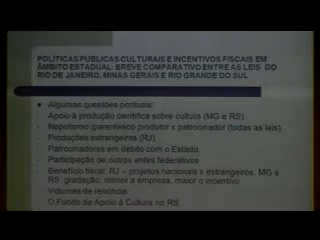 POLÍTICAS PÚBLICAS CULTURAIS E INCENTIVOS FISCAIS EM
ÂMBITO ESTADUAL: BREVE COMPARATIVO ENTRE AS LEIS DO
RIO DE JANEIRO, MINAS GERAIS E RIO GRANDE DO SUL
Algumas questões pontuais:
Apoio à produção científica sobre cultura (MG e RS)
Nepotismo (parentesco produtor x patrocinador (todas as leis)
Produções estrangeiras (RJ)
Patrocinadores em débito com o Estado
Participação de outros entes federativos
Benefício fiscal: RJ – projetos nacionais x estrangeiros. MG e
RS: gradação: menor a empresa, maior o incentivo
Volumes de renúncia
O Fundo de Apoio à Cultura no RS